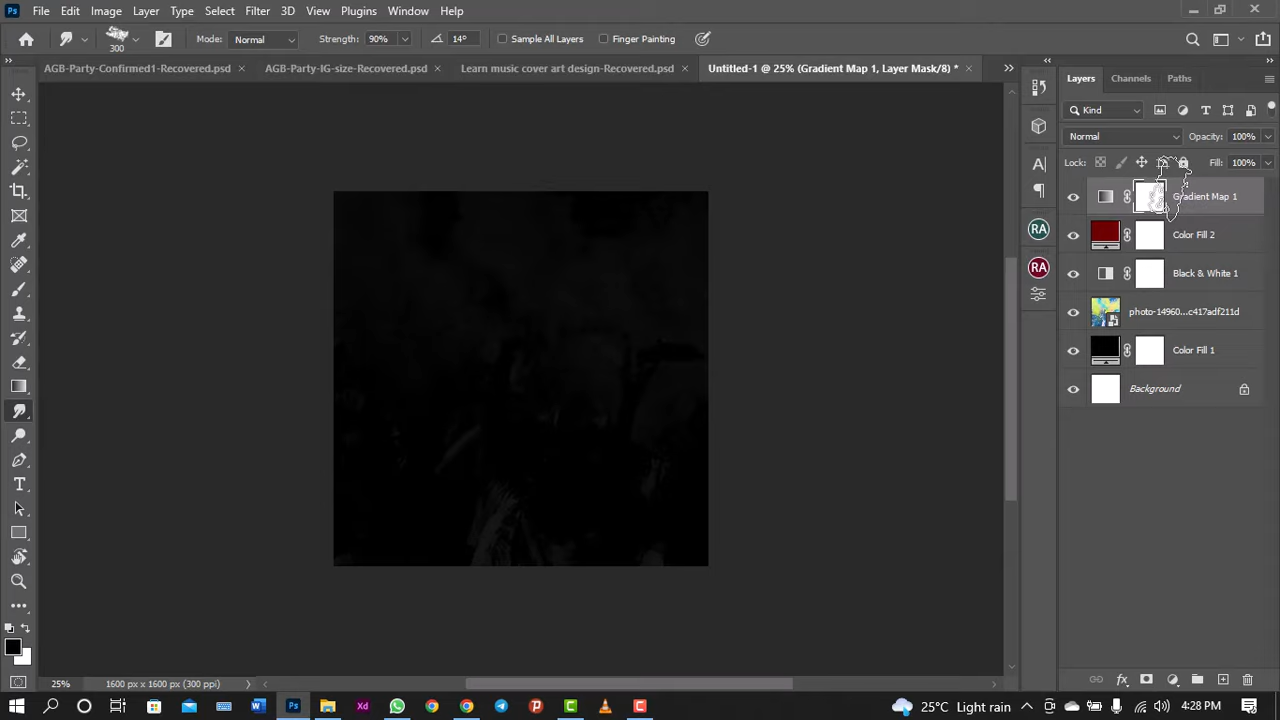 Ps File Edit Image Layer Type Select Filter 3D View Plugins Window Help
300 Mode: Normal Strength: 90% 14° Sample All Layers Finger Painting
AGB-Party-Confirmed1-Recovered.psd × AGB-Party-IG-size-Recovered.psd × Learn music cover art design-Recovered.psd × Untitled-1 @ 25% (Gradient Map 1, Layer Mask/8) * ×
Layers Channels Paths
Kind
Normal Opacity: 100%
Lock: Fill: 100%
Gradient Map 1
Color Fill 2
Black & White 1
photo-14960...c417adf211d
Color Fill 1
Background
RA
RA
25% 1600 px x 1600 px (300 ppi)
25°C Light rain 4:28 PM